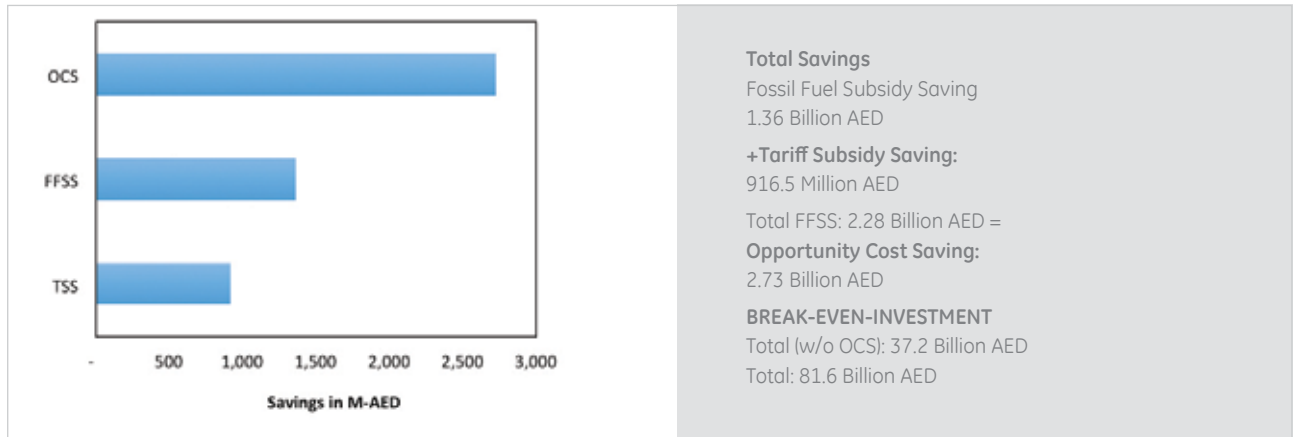 OCS
FFSS
TSS
-
500
1,000
1,500
2,000
2,500
3,000
Savings in M-AED
Total Savings
Fossil Fuel Subsidy Saving
1.36 Billion AED
+Tariff Subsidy Saving:
916.5 Million AED
Total FFSS: 2.28 Billion AED =
Opportunity Cost Saving:
2.73 Billion AED
BREAK-EVEN-INVESTMENT
Total (w/o OCS): 37.2 Billion AED
Total: 81.6 Billion AED